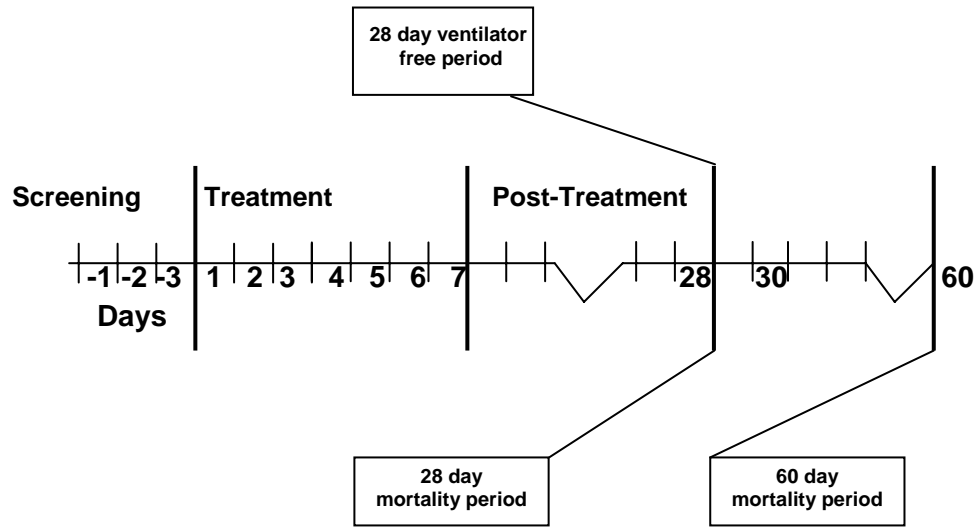 28 day ventilator
free period
Screening Treatment Post-Treatment
-1 -2 -3 1 2 3 4 5 6 7 28 30 60
Days
28 day
mortality period
60 day
mortality period